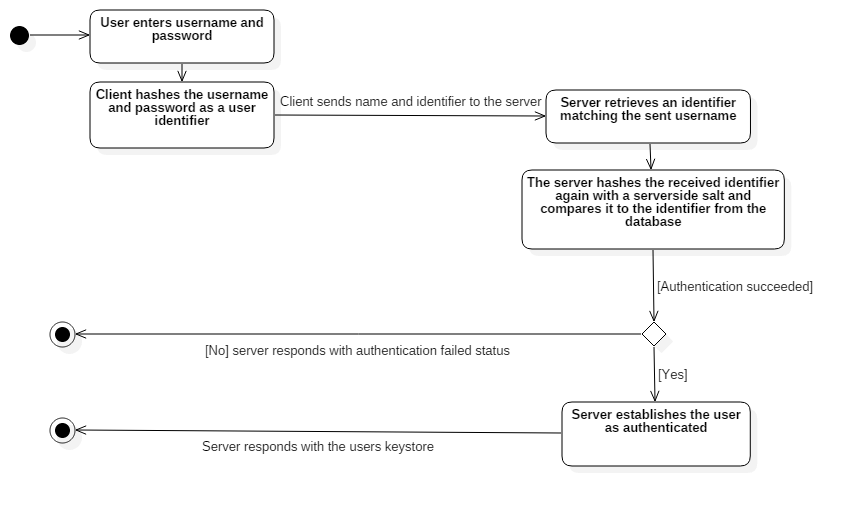 User enters username and
password
Client hashes the username
and password as a user
identifier
Client sends name and identifier to the server
Server retrieves an identifier
matching the sent username
The server hashes the received identifier
again with a serverside salt and
compares it to the identifier from the
database
[Authentication succeeded]
[No] server responds with authentication failed status
[Yes]
Server establishes the user
as authenticated
Server responds with the users keystore